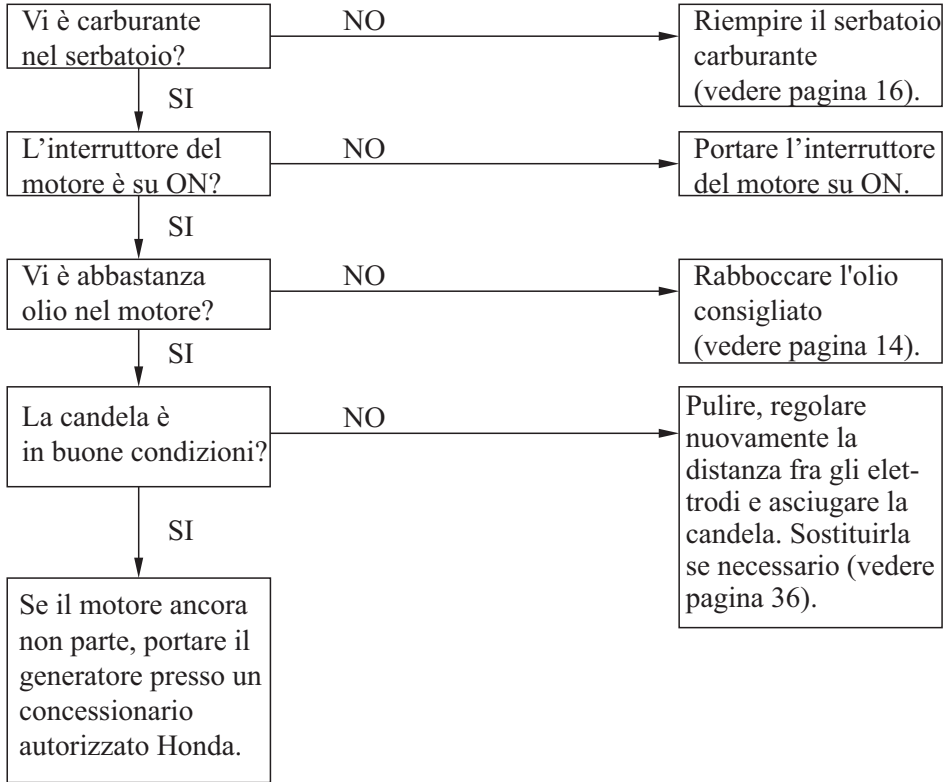 Vi è carburante
nel serbatoio?
NO
Riempire il serbatoio
carburante
(vedere pagina 16).
SI
L’interruttore del
motore è su ON?
NO
Portare l’interruttore
del motore su ON.
SI
Vi è abbastanza
olio nel motore?
NO
Rabboccare l'olio
consigliato
(vedere pagina 14).
SI
La candela è
in buone condizioni?
NO
Pulire, regolare
nuovamente la
distanza fra gli elet-
trodi e asciugare la
candela. Sostituirla
se necessario (vedere
pagina 36).
SI
Se il motore ancora
non parte, portare il
generatore presso un
concessionario
autorizzato Honda.